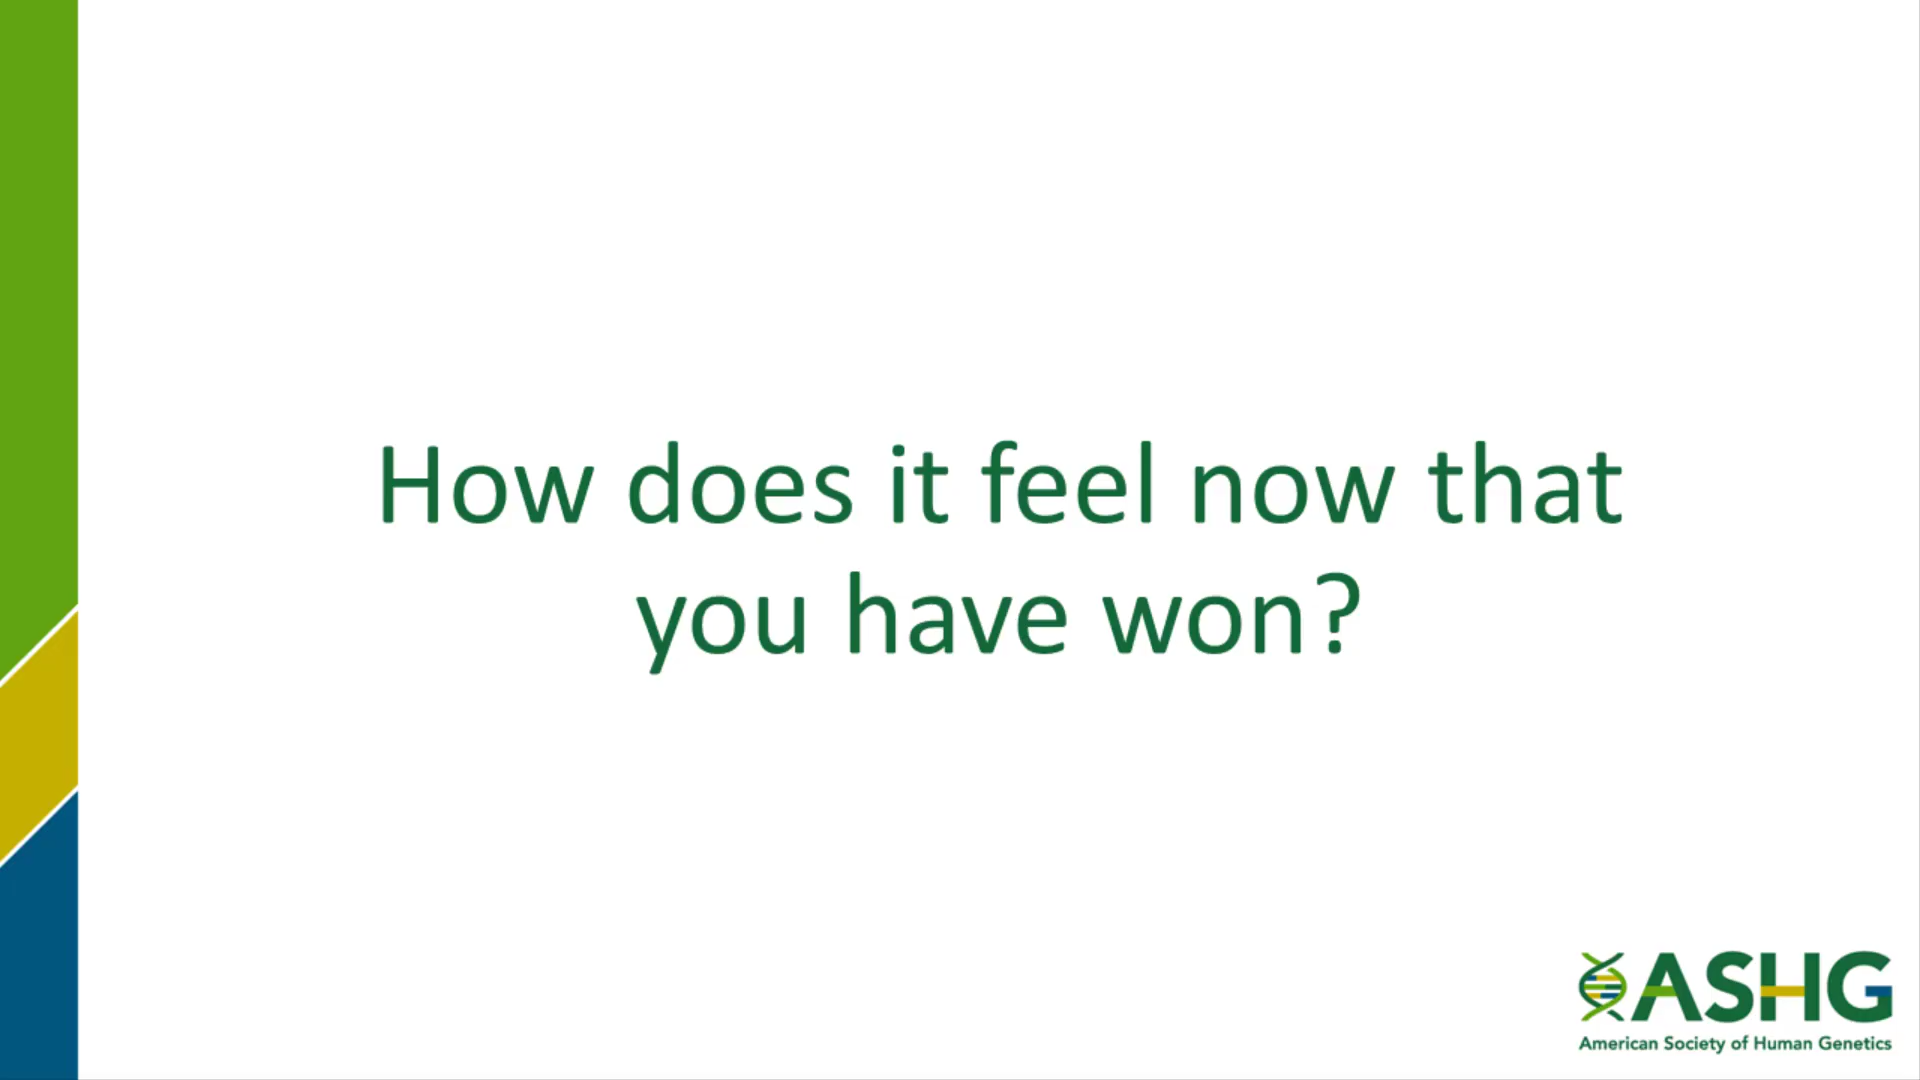 How does it feel now that
you have won?
ASHG
American Society of Human Genetics